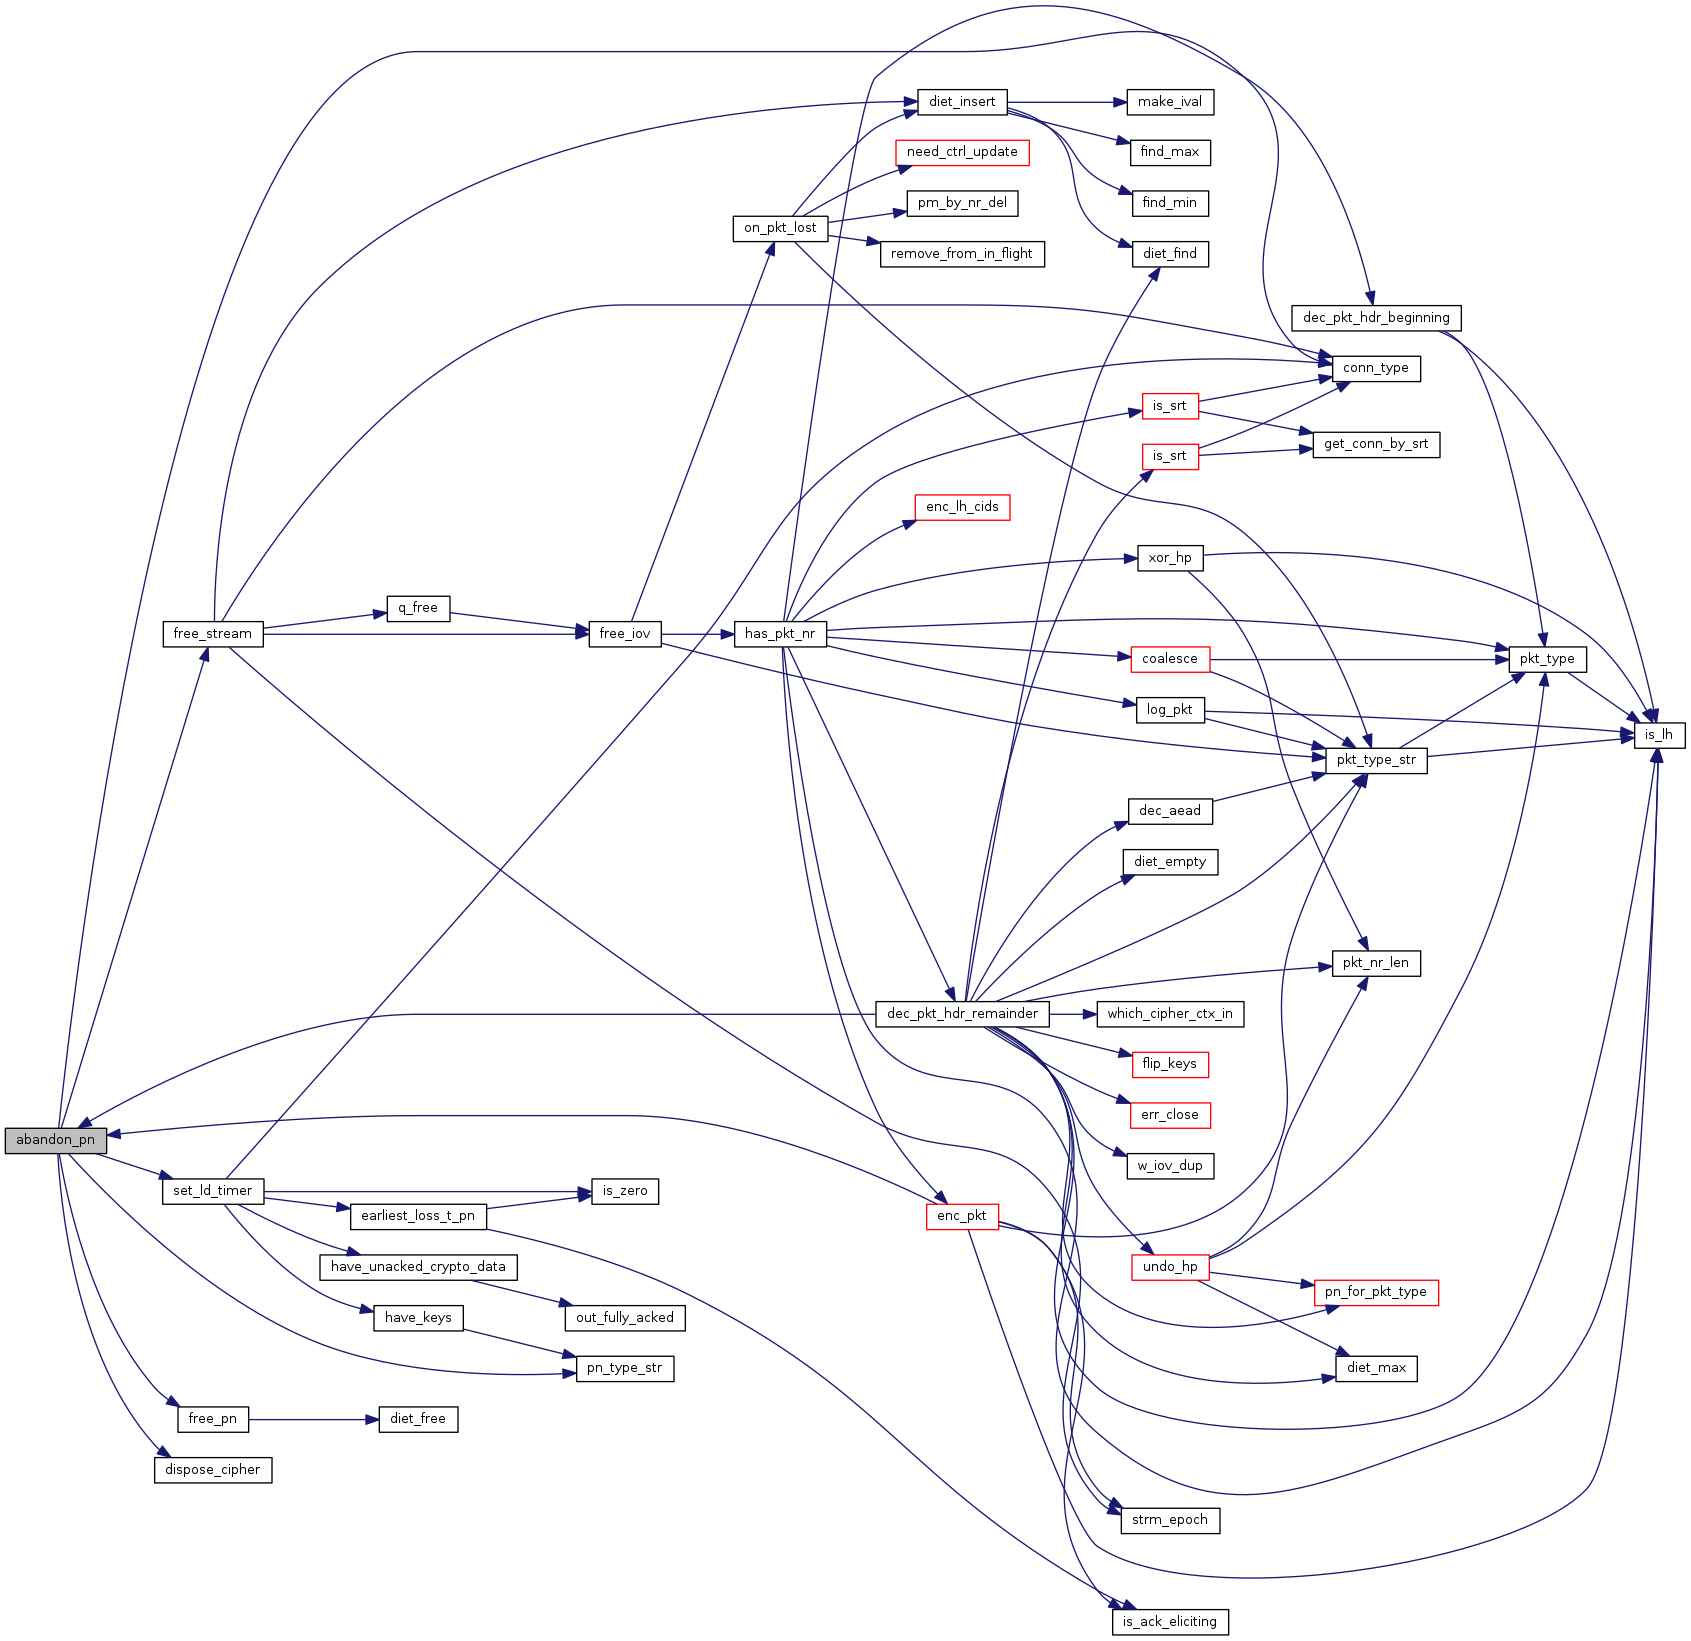 diet_insert
make_ival
need_ctrl_update
find_max
pm_by_nr_del
find_min
on_pkt_lost
remove_from_in_flight
diet_find
dec_pkt_hdr_beginning
conn_type
is_srt
get_conn_by_srt
is_srt
enc_lh_cids
xor_hp
q_free
free_stream
free_iov
has_pkt_nr
coalesce
pkt_type
log_pkt
is_lh
pkt_type_str
dec_aead
diet_empty
pkt_nr_len
dec_pkt_hdr_remainder
which_cipher_ctx_in
flip_keys
err_close
abandon_pn
w_iov_dup
set_ld_timer
is_zero
earliest_loss_t_pn
enc_pkt
have_unacked_crypto_data
undo_hp
pn_for_pkt_type
have_keys
out_fully_acked
pn_type_str
diet_max
free_pn
diet_free
dispose_cipher
strm_epoch
is_ack_eliciting